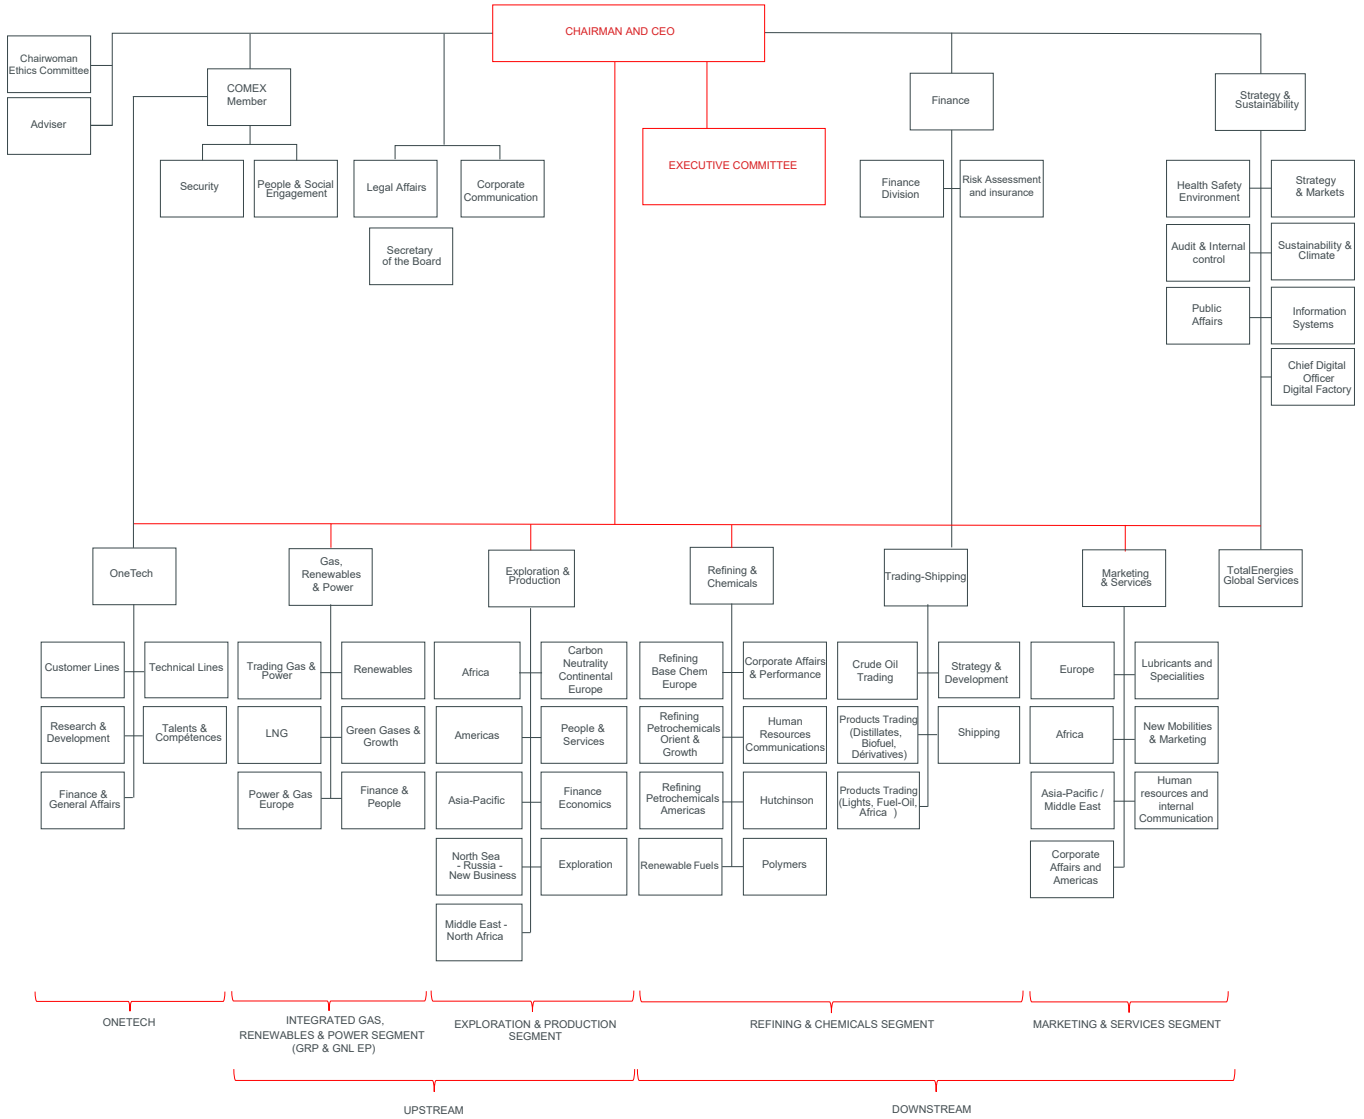 CHAIRMAN AND CEO
Chairwoman
Ethics Committee
Adviser
COMEX
Member
Security
People & Social
Engagement
Legal Affairs
Corporate
Communication
Secretary
of the Board
EXECUTIVE COMMITTEE
Finance
Finance
Division
Risk Assessment
and insurance
Strategy &
Sustainability
Health Safety
Environment
Strategy
& Markets
Audit & Internal
control
Sustainability &
Climate
Public
Affairs
Information
Systems
Chief Digital
Officer
Digital Factory
OneTech
Gas,
Renewables
& Power
Exploration &
Production
Refining &
Chemicals
Trading-Shipping
Marketing
& Services
TotalEnergies
Global Services
Customer Lines
Technical Lines
Research &
Development
Talents &
Compétences
Finance &
General Affairs
Trading Gas &
Power
Renewables
LNG
Green Gases &
Growth
Power & Gas
Europe
Finance &
People
Africa
Carbon
Neutrality
Continental
Europe
Americas
People &
Services
Asia-Pacific
Finance
Economics
North Sea
- Russia -
New Business
Exploration
Middle East -
North Africa
Refining
Base Chem
Europe
Corporate Affairs
& Performance
Refining
Petrochemicals
Orient &
Growth
Human
Resources
Communications
Refining
Petrochemicals
Americas
Hutchinson
Renewable Fuels
Polymers
Crude Oil
Trading
Strategy &
Development
Products Trading
(Distillates,
Biofuel,
Dérivatives)
Shipping
Products Trading
(Lights, Fuel-Oil,
Africa )
Europe
Lubricants and
Specialities
Africa
New Mobilities
& Marketing
Asia-Pacific /
Middle East
Human
resources and
internal
Communication
Corporate
Affairs and
Americas
ONETECH
INTEGRATED GAS,
RENEWABLES & POWER SEGMENT
(GRP & GNL EP)
EXPLORATION & PRODUCTION
SEGMENT
REFINING & CHEMICALS SEGMENT
MARKETING & SERVICES SEGMENT
UPSTREAM
DOWNSTREAM